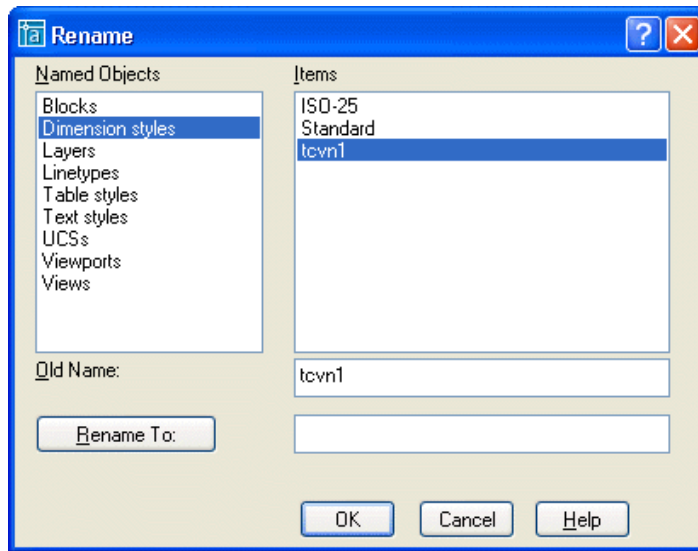 Rename
Named Objects
Items
Blocks
Dimension styles
Layers
Linetypes
Table styles
Text styles
UCSs
Viewports
Views
ISO-25
Standard
tcvn1
Old Name:
tcvn1
Rename To:
OK
Cancel
Help